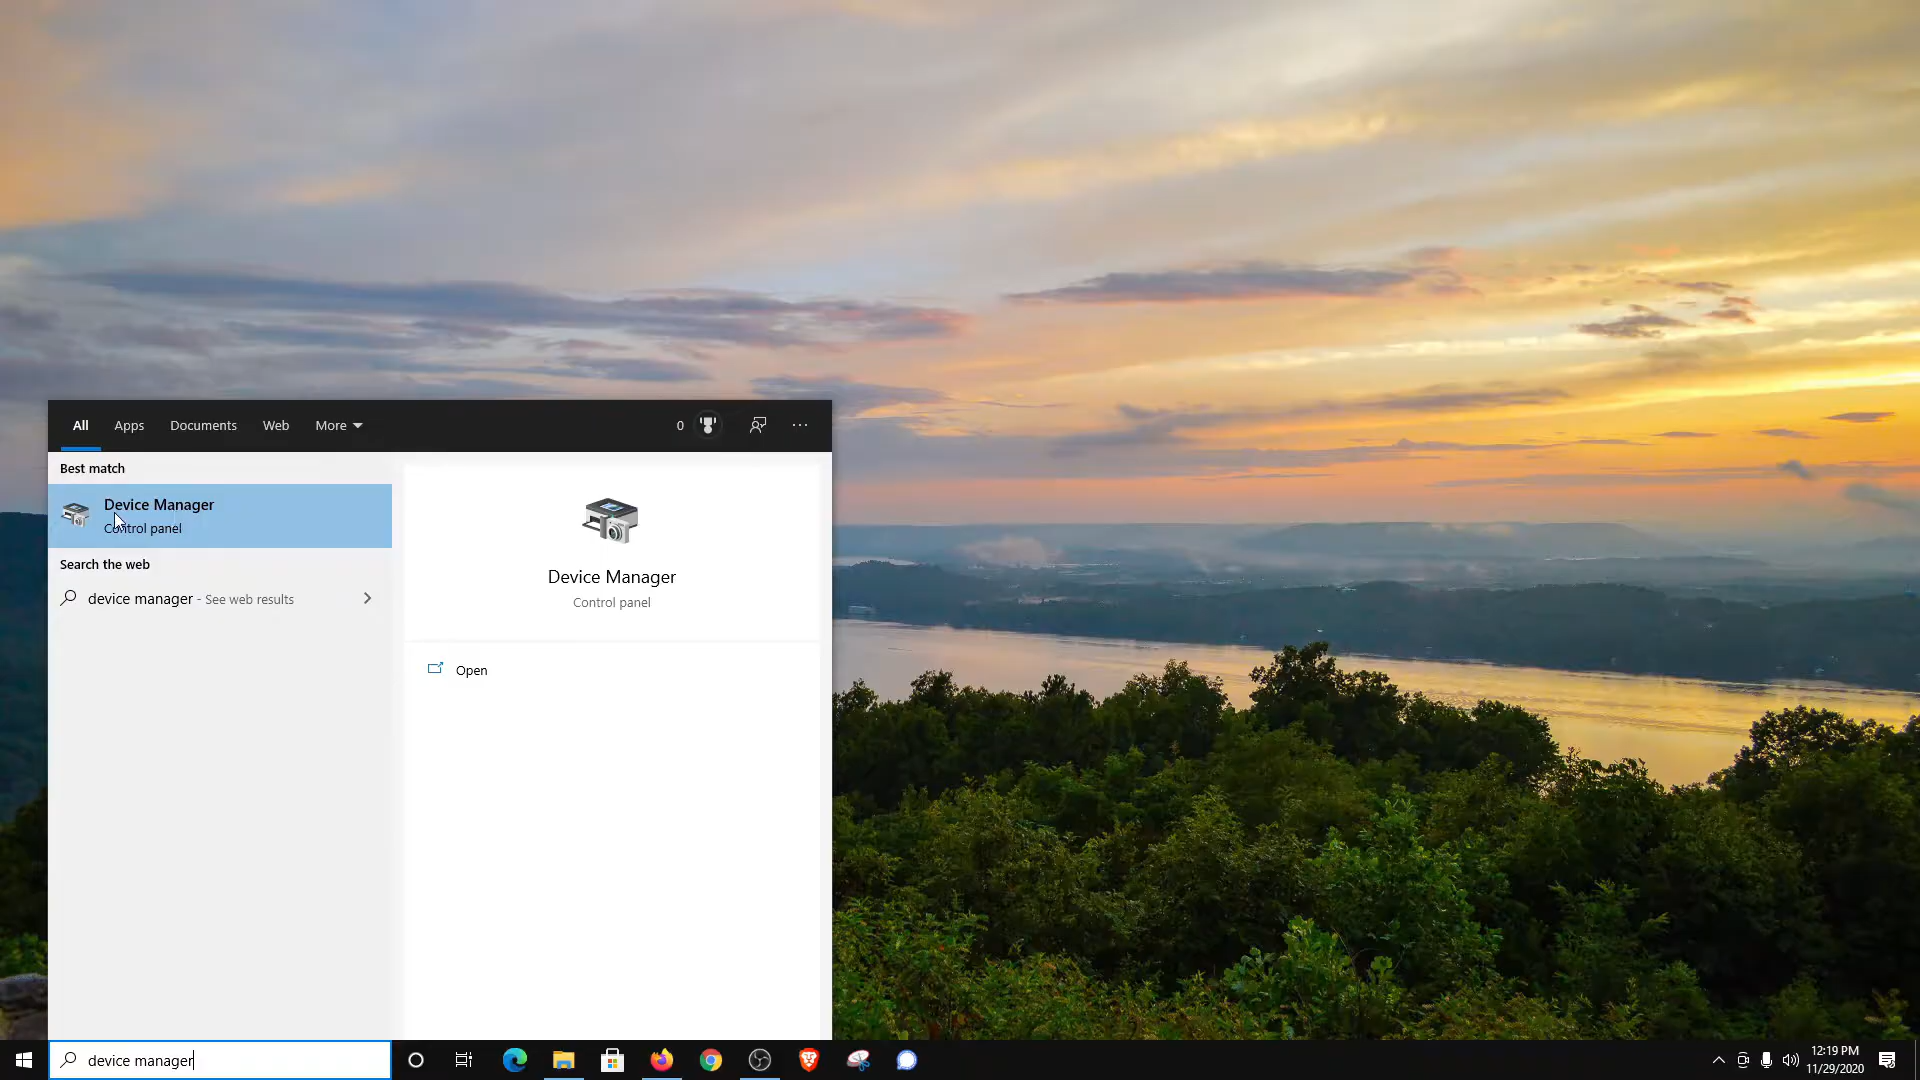 All Apps Documents Web More 0
Best match
Device Manager
Control panel
Search the web
device manager - See web results
Device Manager
Control panel
Open
device manager
12:19 PM
11/29/2020